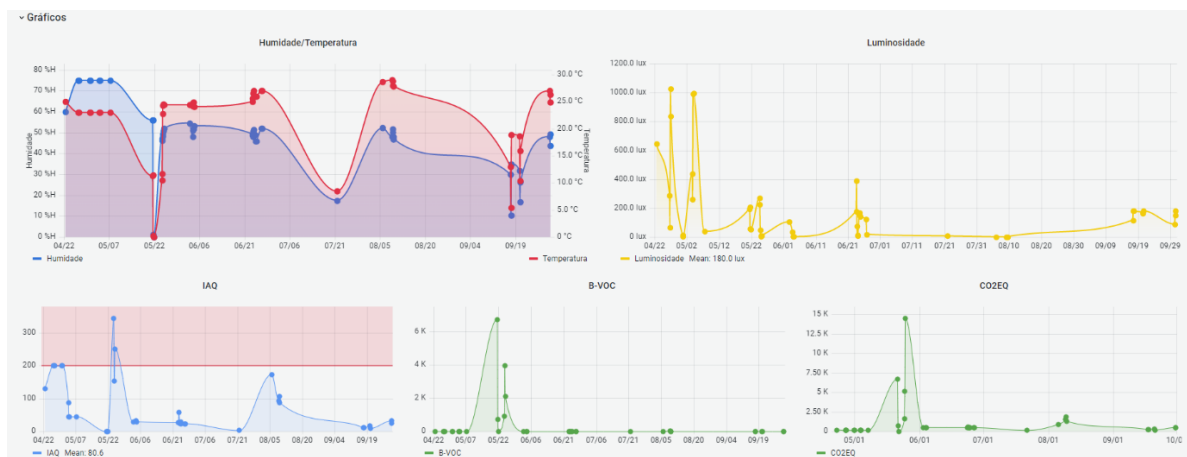 Gráficos
Humidade/Temperatura
80 %H
70 %H
60 %H
50 %H
40 %H
30 %H
20 %H
10 %H
0 %H
Humidade
30.0 °C
25.0 °C
20.0 °C
15.0 °C
10.0 °C
5.0 °C
0 °C
Temperatura
04/22 05/07 05/22 06/06 06/21 07/06 07/21 08/05 08/20 09/04 09/19
Humidade Temperatura
Luminosidade
1200.0 lux
1000.0 lux
800.0 lux
600.0 lux
400.0 lux
200.0 lux
0 lux
04/22 05/02 05/12 05/22 06/01 06/11 06/21 07/01 07/11 07/21 07/31 08/10 08/20 08/30 09/09 09/19 09/29
Luminosidade Mean: 180.0 lux
IAQ
300
200
100
0
04/22 05/07 05/22 06/06 06/21 07/06 07/21 08/05 08/20 09/04 09/19
IAQ Mean: 80.6
B-VOC
6 K
4 K
2 K
0
04/22 05/07 05/22 06/06 06/21 07/06 07/21 08/05 08/20 09/04 09/19
B-VOC
CO2EQ
15 K
12.50 K
10 K
7.50 K
5 K
2.50 K
0
05/01 06/01 07/01 08/01 09/01 10/0
CO2EQ